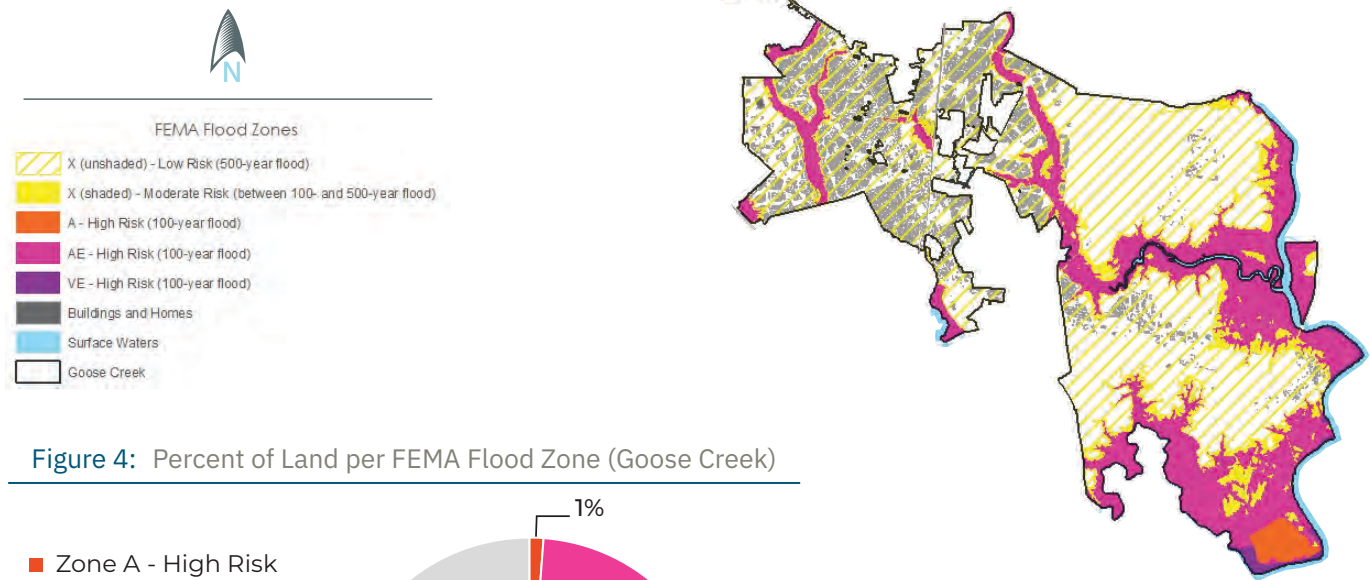 N
FEMA Flood Zones
X (unshaded) - Low Risk (500-year flood)
X (shaded) - Moderate Risk (between 100- and 500-year flood)
A - High Risk (100-year flood)
AE - High Risk (100-year flood)
VE - High Risk (100-year flood)
Buildings and Homes
Surface Waters
Goose Creek
Figure 4: Percent of Land per FEMA Flood Zone (Goose Creek)
1%
Zone A - High Risk